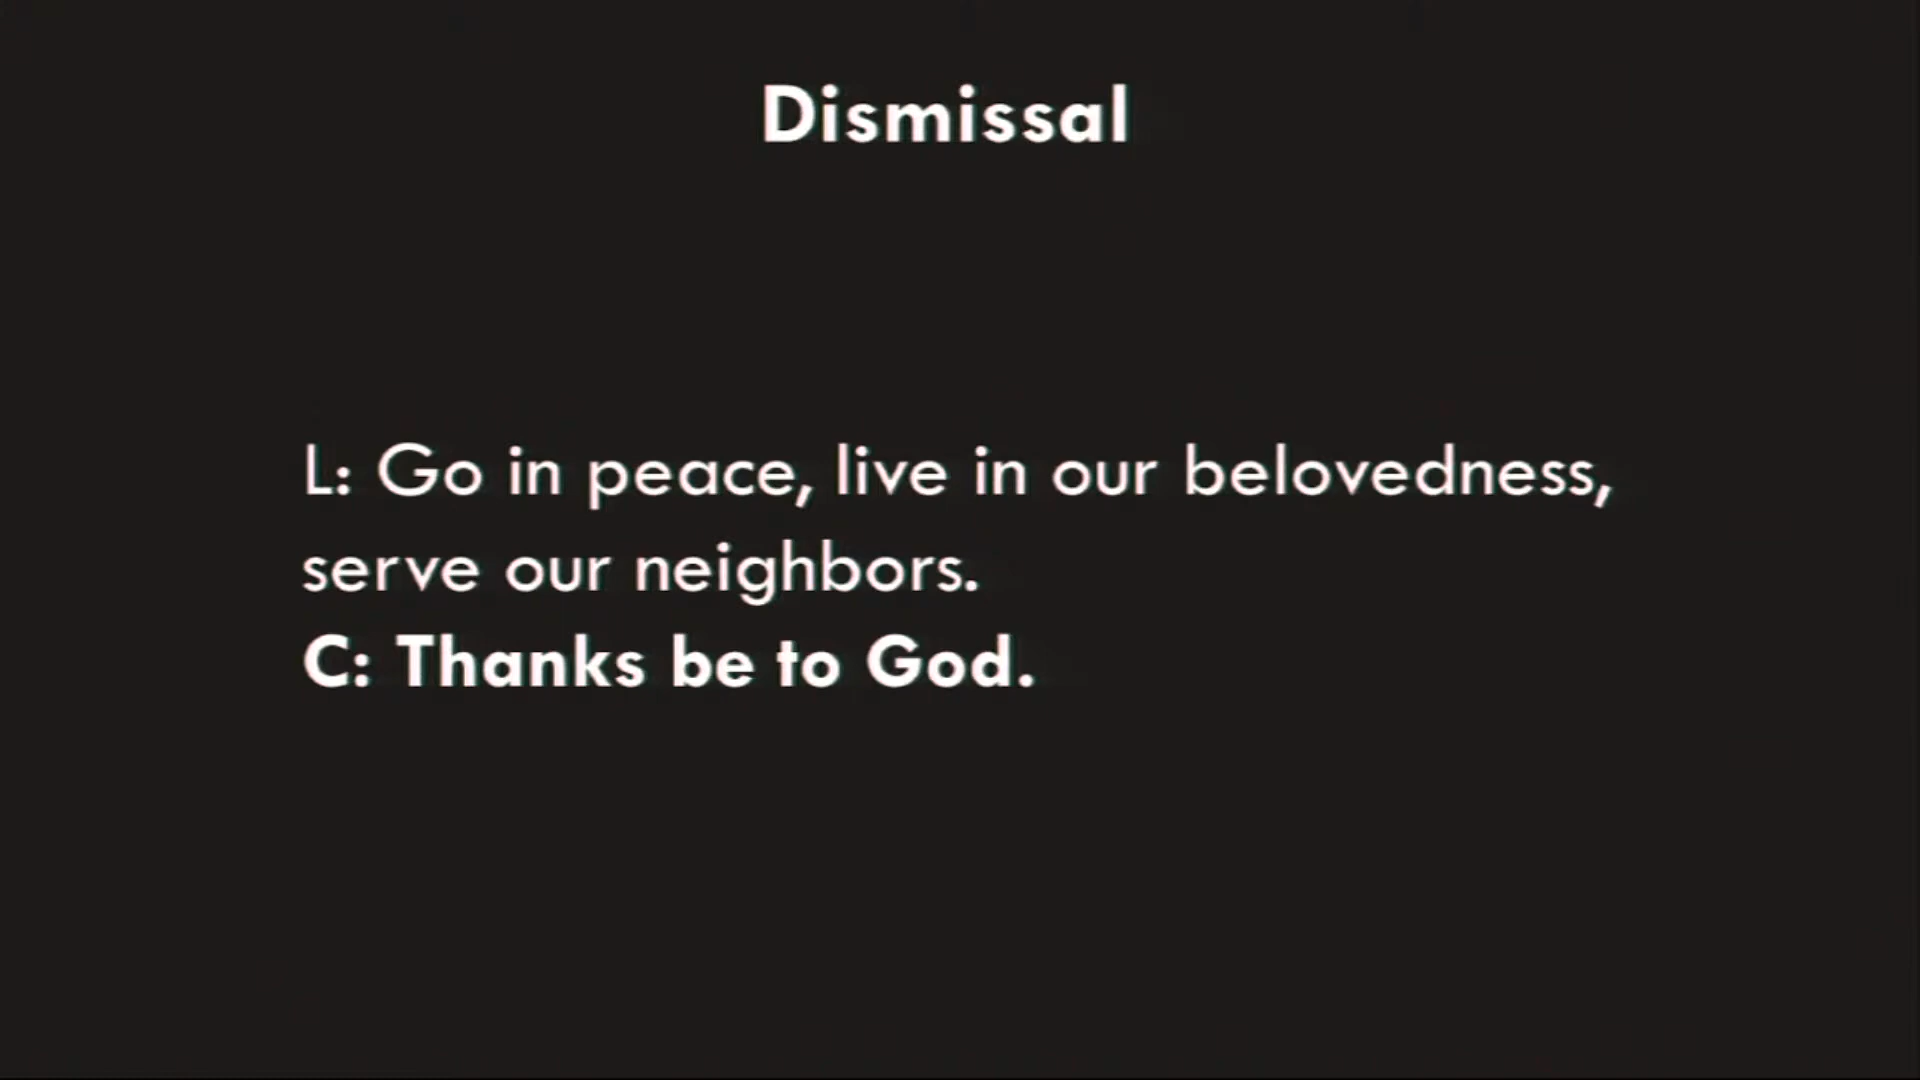 Dismissal
L: Go in peace, live in our belovedness,
serve our neighbors.
C: Thanks be to God.